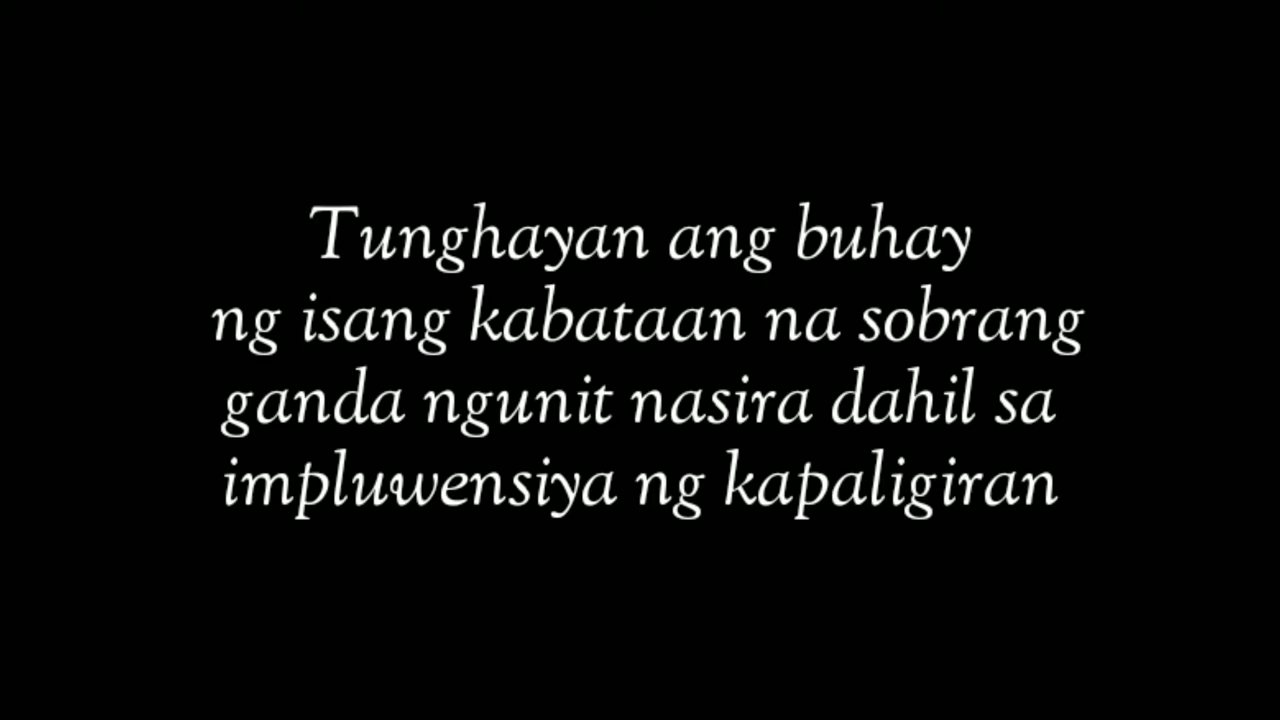 Tunghayan ang buhay
ng isang kabataan na sobrang
ganda ngunit nasira dahil sa
impluwensiya ng kapaligiran